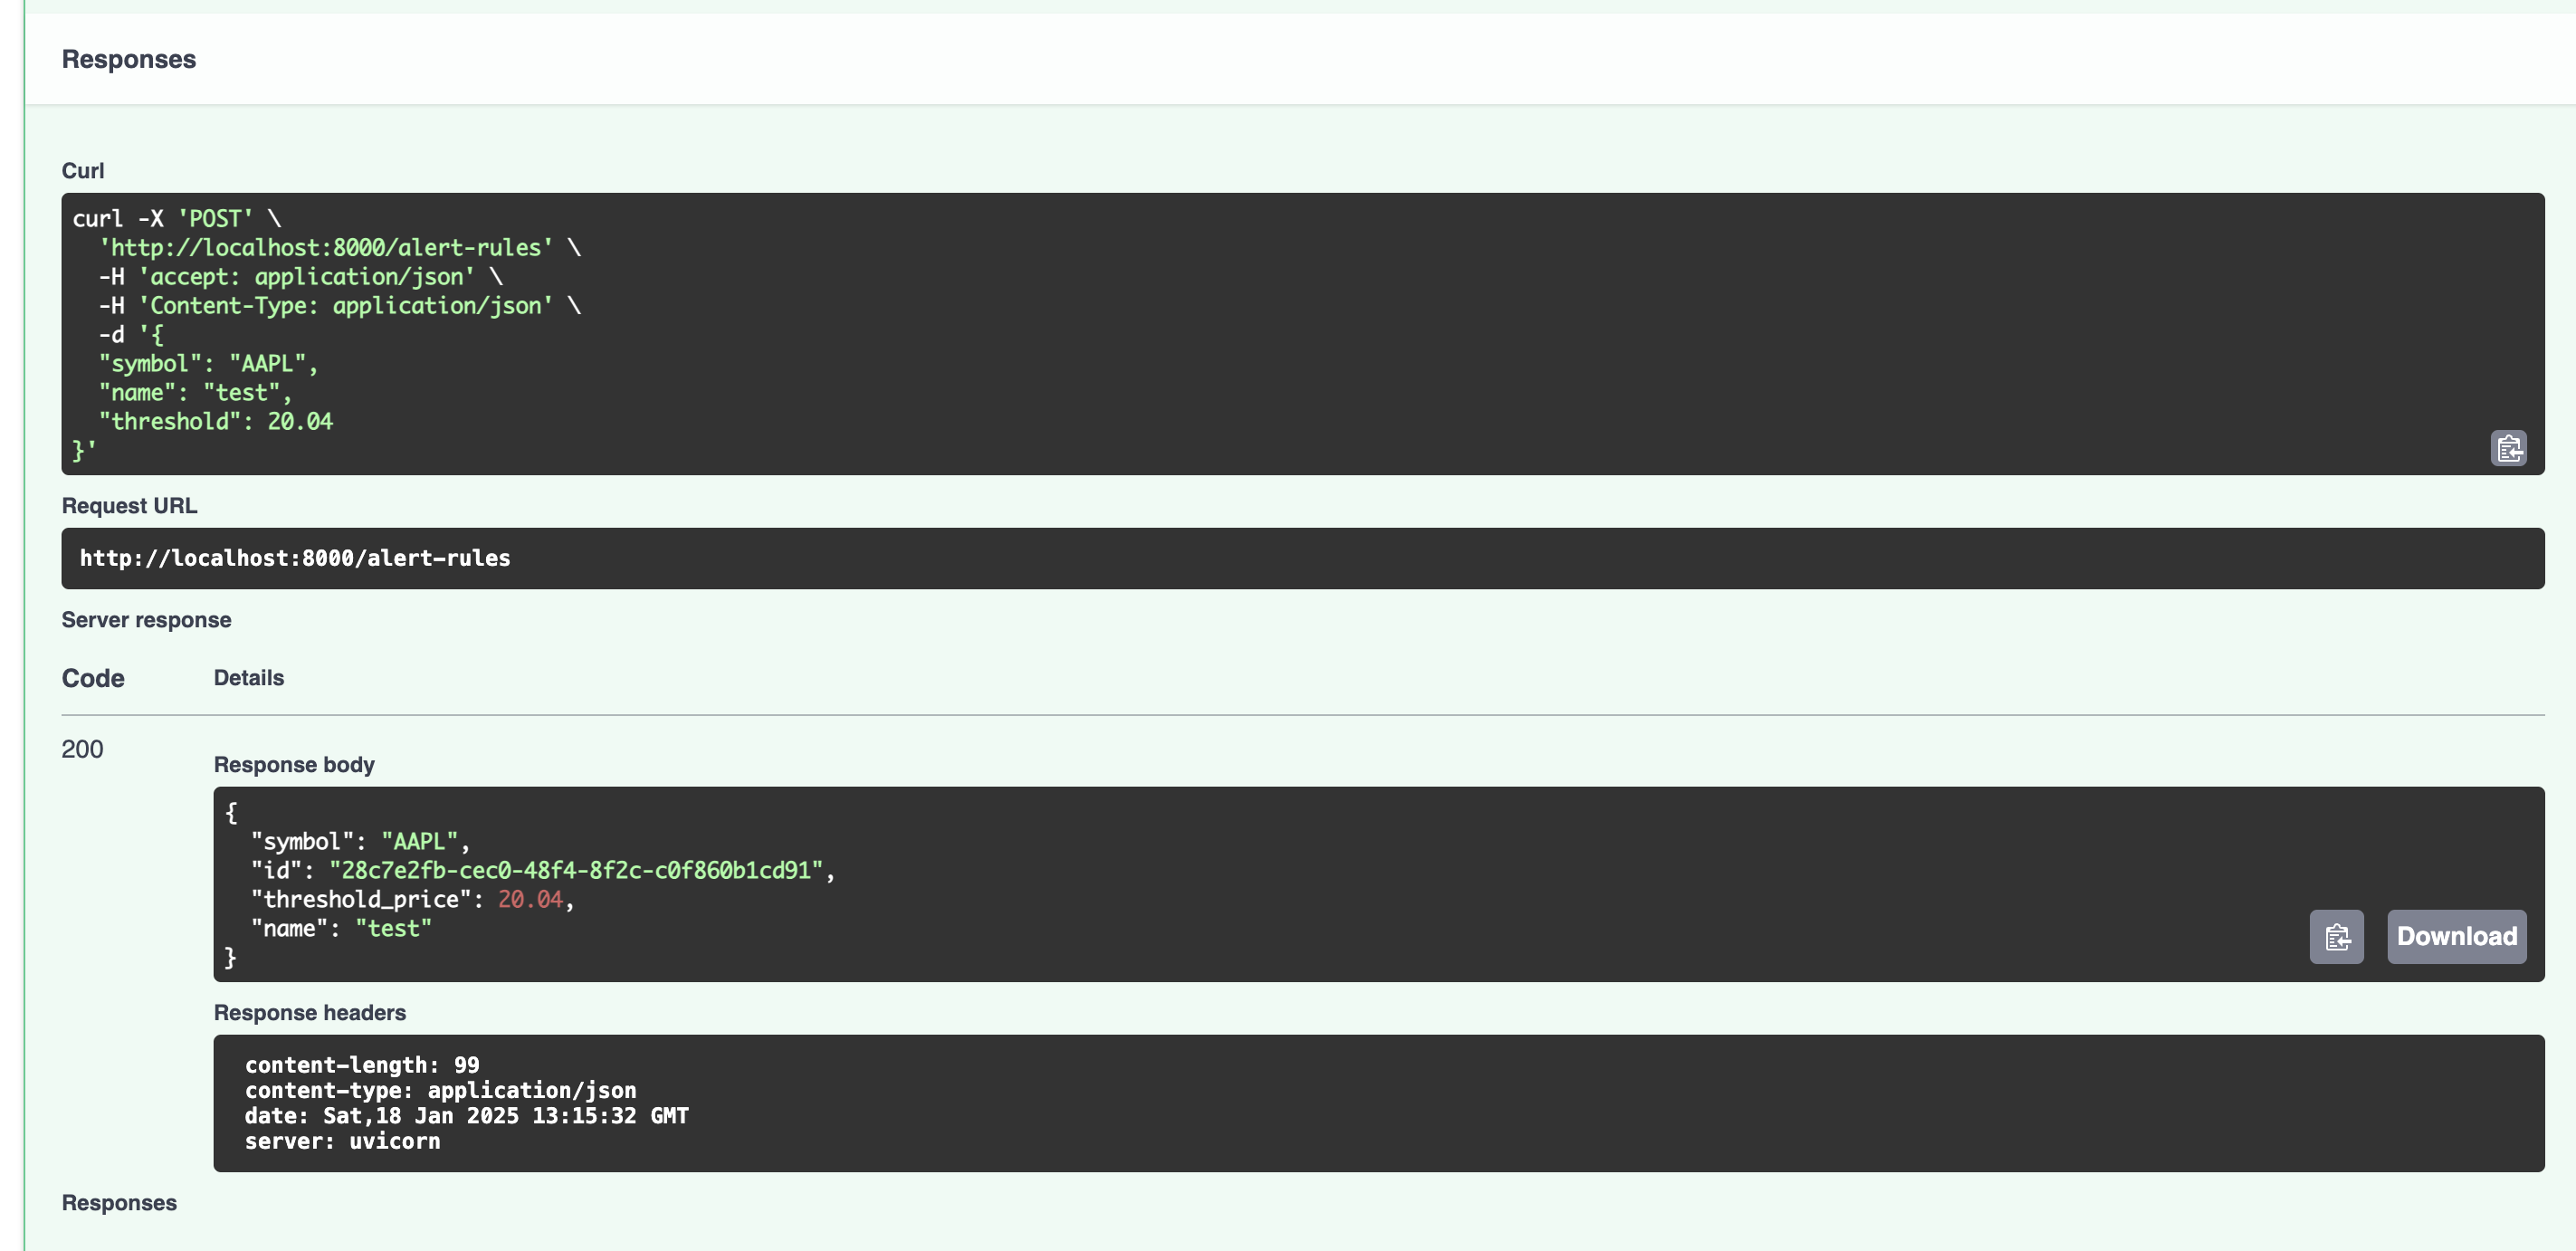 Responses
Curl
curl -X 'POST' \
  'http://localhost:8000/alert-rules' \
  -H 'accept: application/json' \
  -H 'Content-Type: application/json' \
  -d '{
  "symbol": "AAPL",
  "name": "test",
  "threshold": 20.04
}'
Request URL
http://localhost:8000/alert-rules
Server response
Code Details
200
Response body
{
  "symbol": "AAPL",
  "id": "28c7e2fb-cec0-48f4-8f2c-c0f860b1cd91",
  "threshold_price": 20.04,
  "name": "test"
}
Download
Response headers
content-length: 99
content-type: application/json
date: Sat,18 Jan 2025 13:15:32 GMT
server: uvicorn
Responses